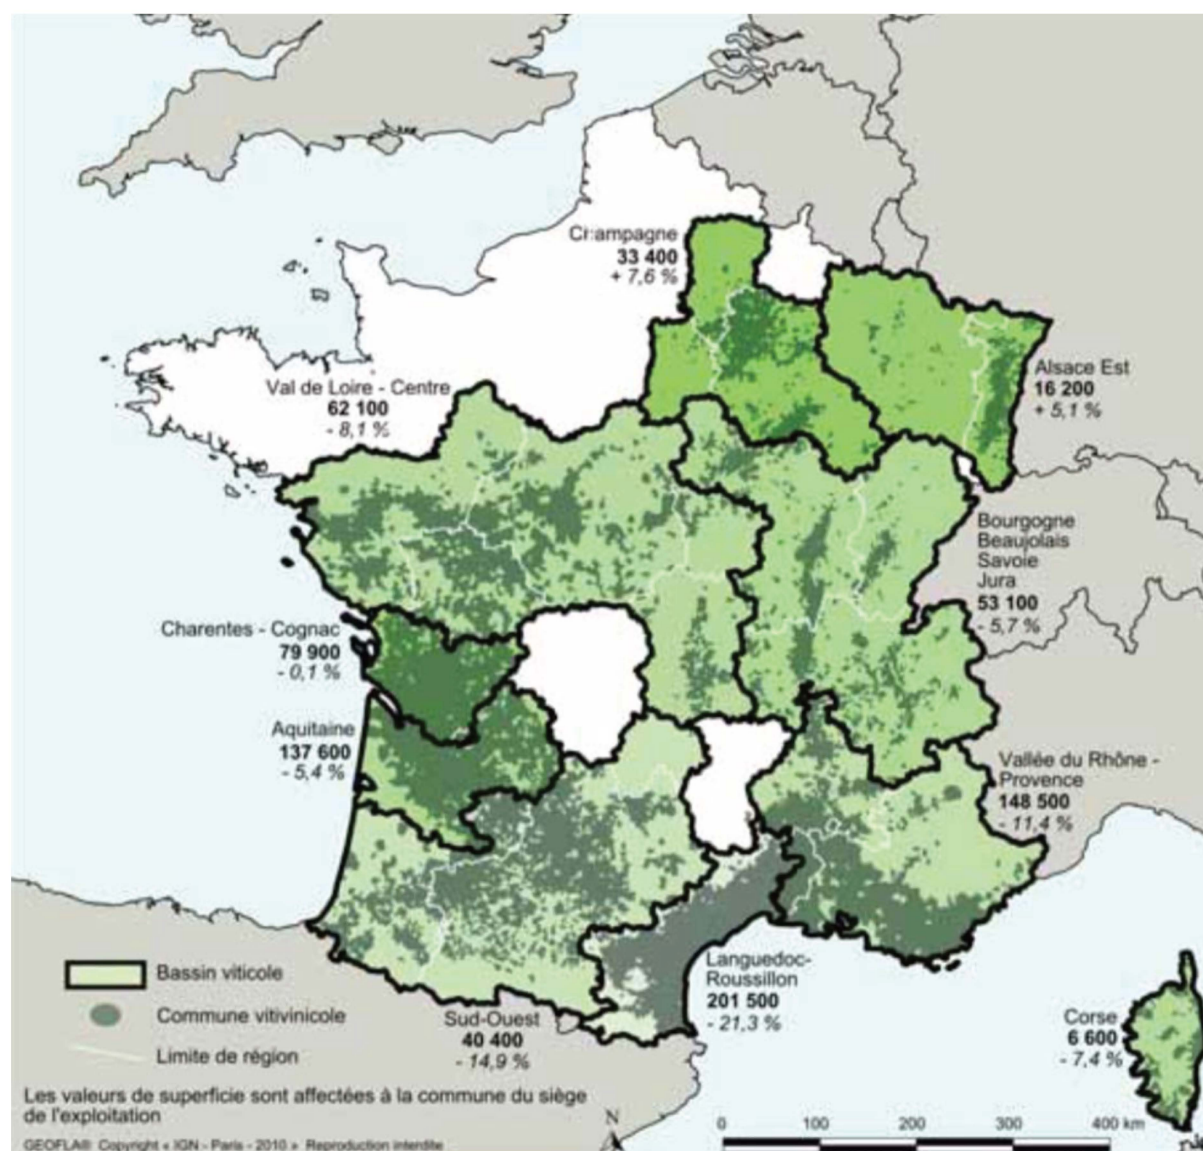 Champagne
33 400
+ 7,6 %
Val de Loire - Centre
62 100
- 8,1 %
Alsace Est
16 200
+ 5,1 %
Bourgogne
Beaujolais
Savoie
Jura
53 100
- 5,7 %
Charentes - Cognac
79 900
- 0,1 %
Aquitaine
137 600
- 5,4 %
Vallée du Rhône -
Provence
148 500
- 11,4 %
Languedoc-
Roussillon
201 500
- 21,3 %
Sud-Ouest
40 400
- 14,9 %
Corse
6 600
- 7,4 %
Bassin viticole
Commune vitivinicole
Limite de région
Les valeurs de superficie sont affectées à la commune du siège
de l'exploitation
GEOFLA® Copyright « IGN - Paris - 2010 » Reproduction interdite
N
0 100 200 300 400 km